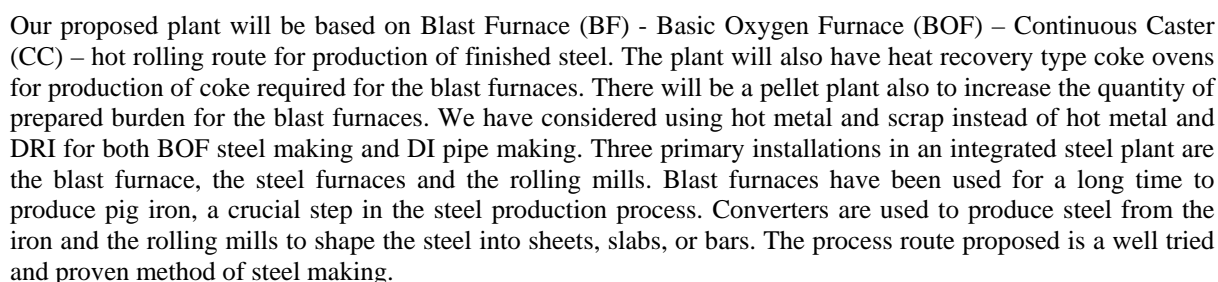 Our proposed plant will be based on Blast Furnace (BF) - Basic Oxygen Furnace (BOF) – Continuous Caster
(CC) – hot rolling route for production of finished steel. The plant will also have heat recovery type coke ovens
for production of coke required for the blast furnaces. There will be a pellet plant also to increase the quantity of
prepared burden for the blast furnaces. We have considered using hot metal and scrap instead of hot metal and
DRI for both BOF steel making and DI pipe making. Three primary installations in an integrated steel plant are
the blast furnace, the steel furnaces and the rolling mills. Blast furnaces have been used for a long time to
produce pig iron, a crucial step in the steel production process. Converters are used to produce steel from the
iron and the rolling mills to shape the steel into sheets, slabs, or bars. The process route proposed is a well tried
and proven method of steel making.